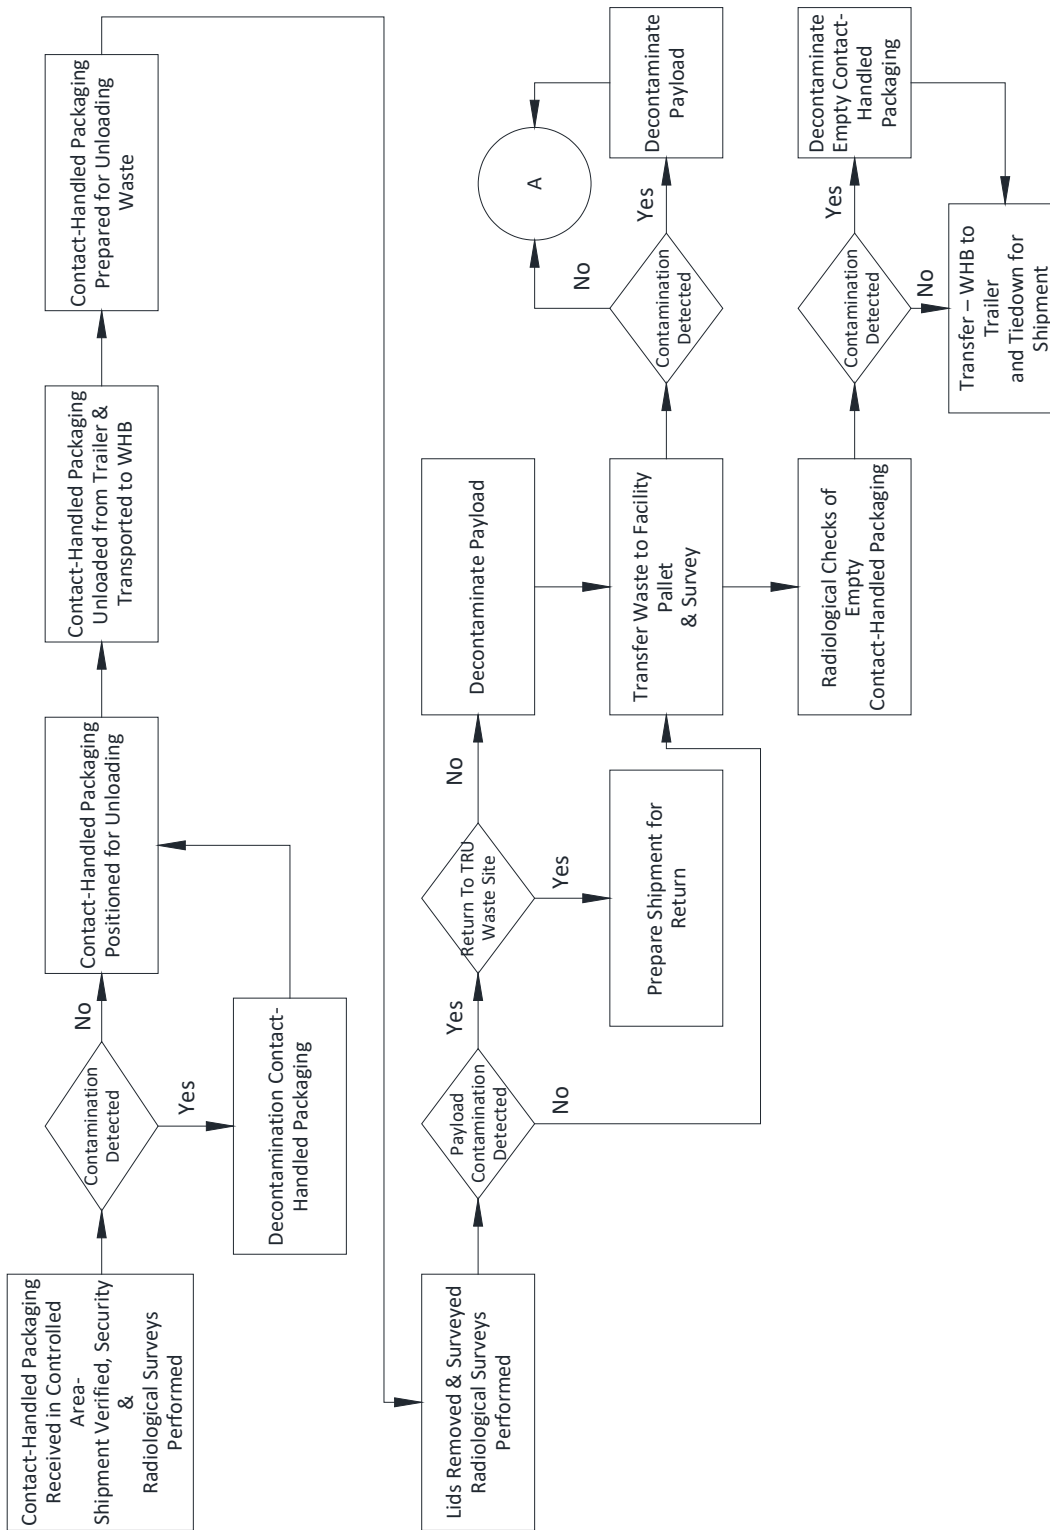 Contact-Handled Packaging
Received in Controlled
Area-
Shipment Verified, Security
&
Radiological Surveys
Performed
Contamination
Detected
No
Yes
Decontamination Contact-
Handled Packaging
Contact-Handled Packaging
Positioned for Unloading
Contact-Handled Packaging
Unloaded from Trailer &
Transported to WHB
Contact-Handled Packaging
Prepared for Unloading
Waste
Lids Removed & Surveyed
Radiological Surveys
Performed
Payload
Contamination
Detected
Yes
No
Return To TRU
Waste Site
No
Yes
Prepare Shipment for
Return
Decontaminate Payload
Transfer Waste to Facility
Pallet
& Survey
Contamination
Detected
No
Yes
A
Decontaminate
Payload
Radiological Checks of
Empty
Contact-Handled Packaging
Contamination
Detected
Yes
No
Decontaminate
Empty Contact-
Handled
Packaging
Transfer – WHB to
Trailer
and Tiedown for
Shipment